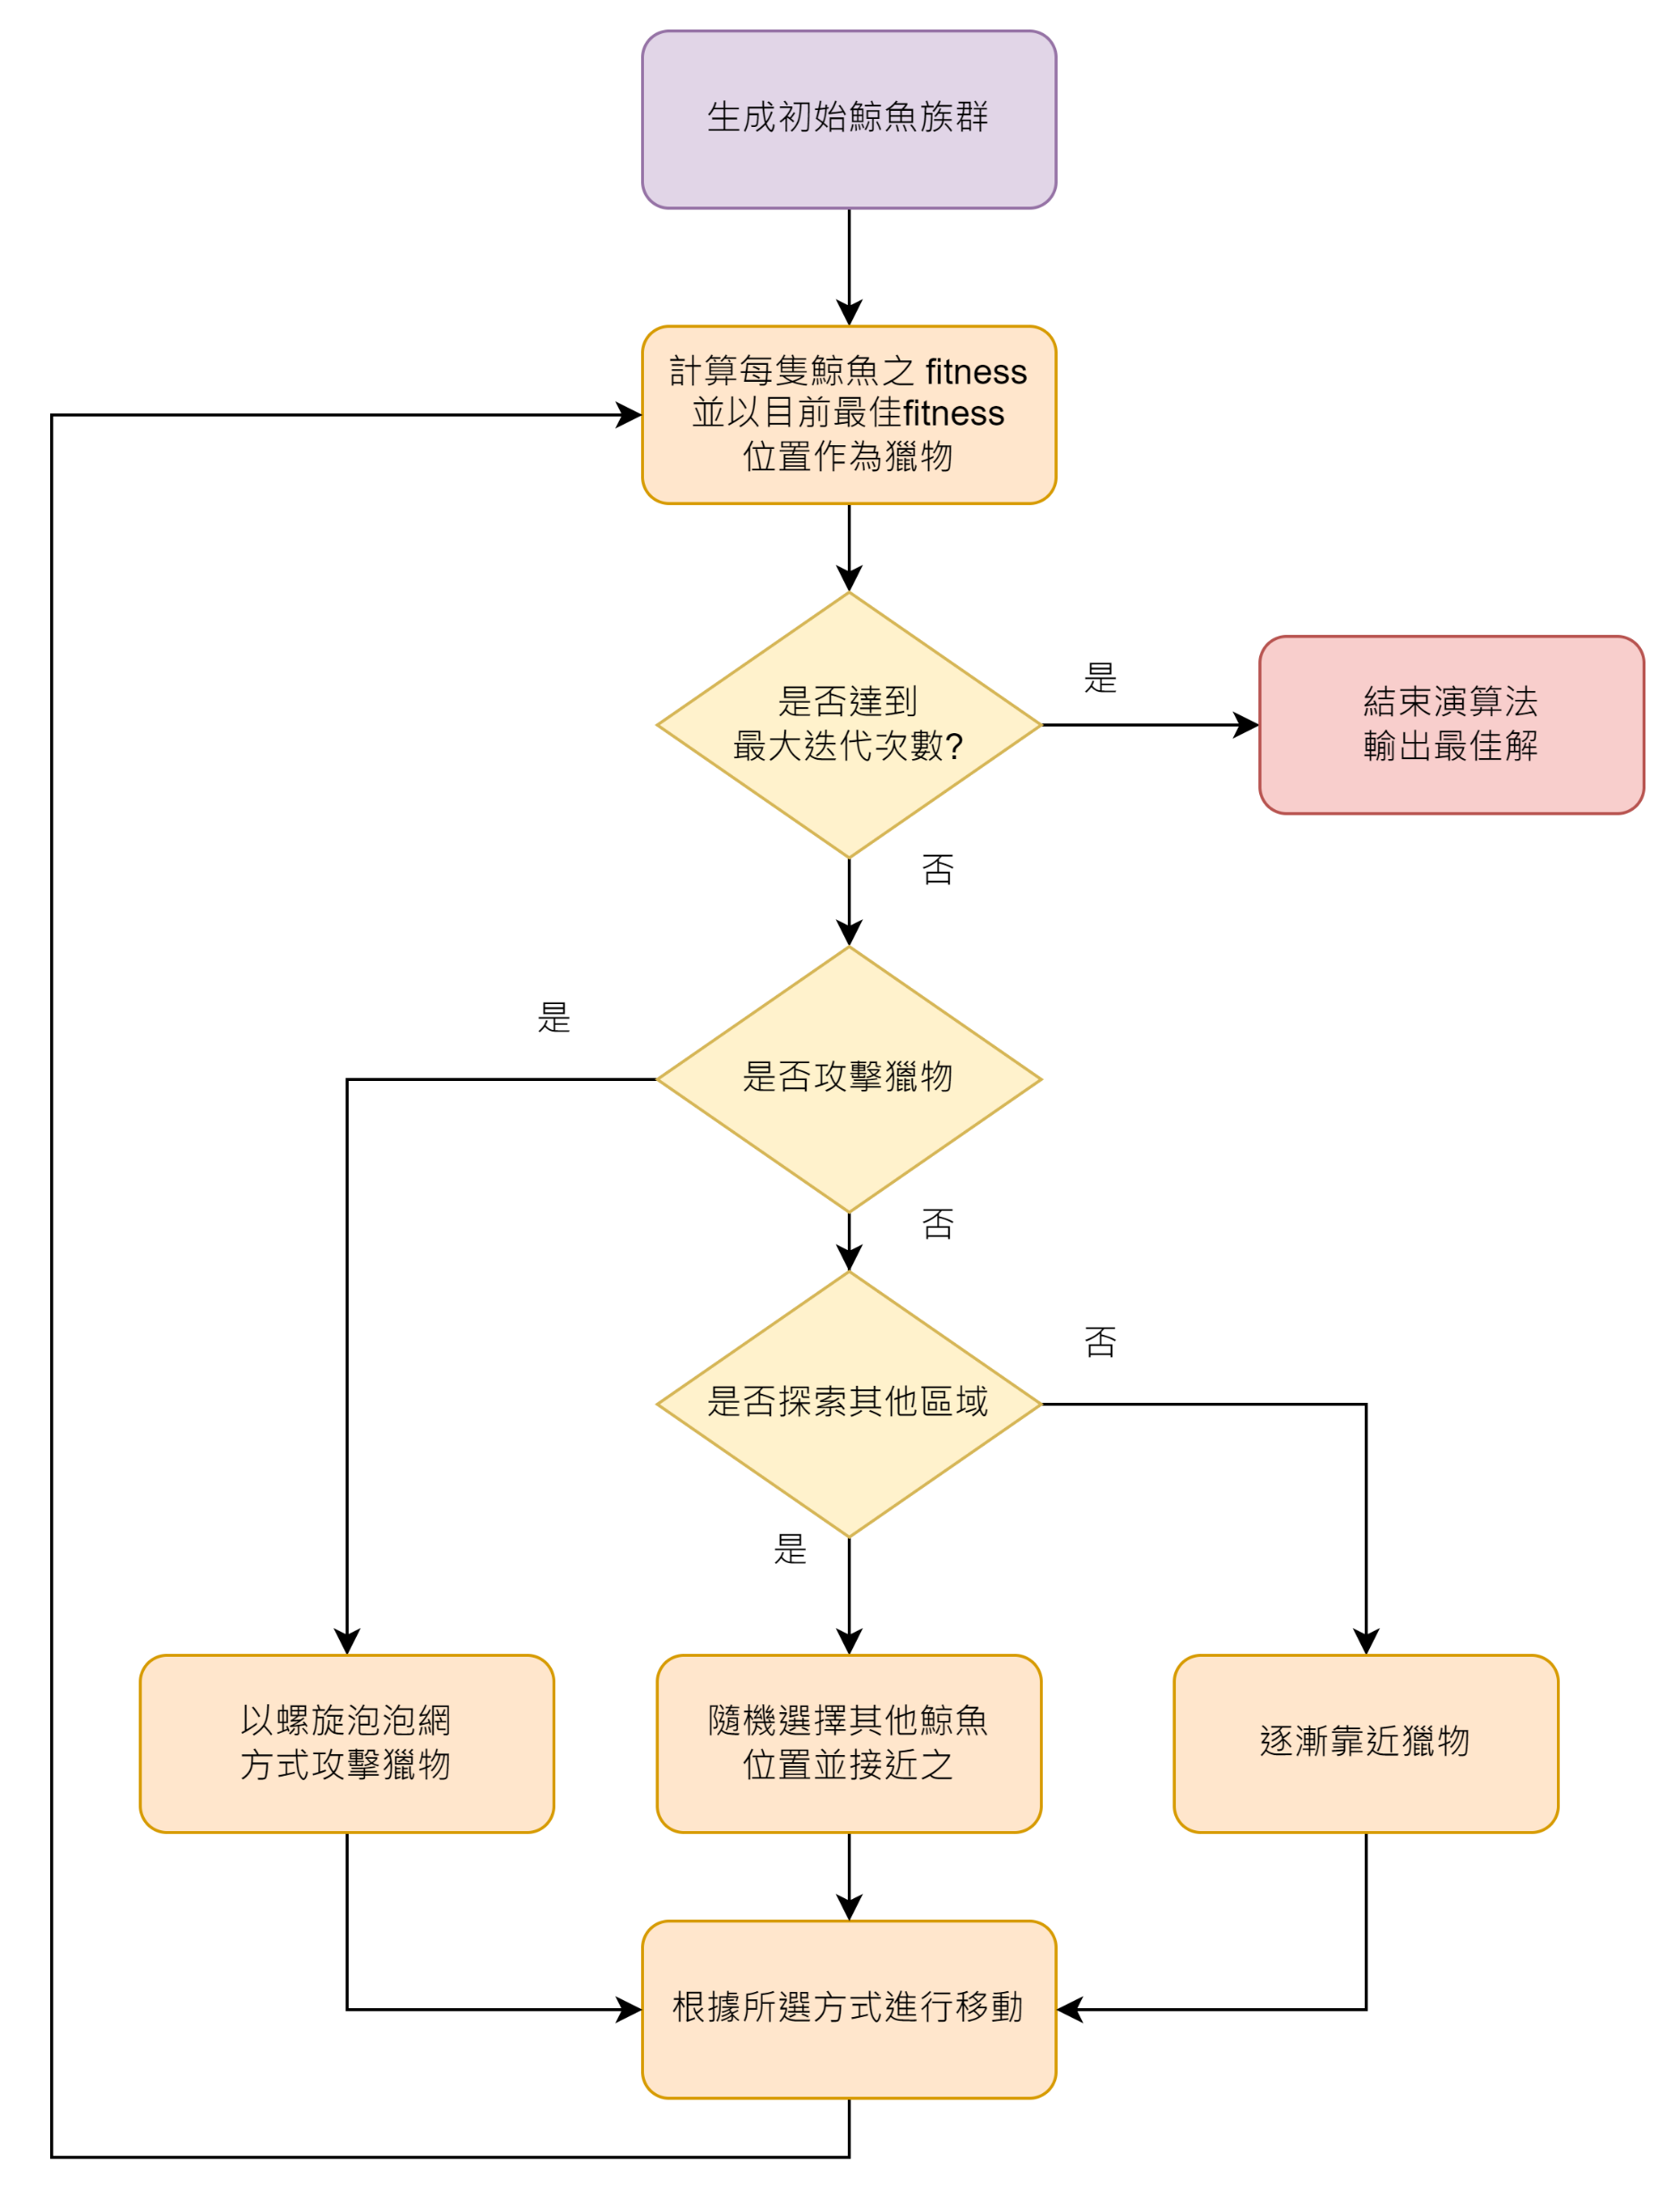 生成初始鯨魚族群
計算每隻鯨魚之 fitness
並以目前最佳fitness
位置作為獵物
是否達到
最大迭代次數?
是
結束演算法
輸出最佳解
否
是否攻擊獵物
是
否
是否探索其他區域
否
是
以螺旋泡泡網
方式攻擊獵物
隨機選擇其他鯨魚
位置並接近之
逐漸靠近獵物
根據所選方式進行移動